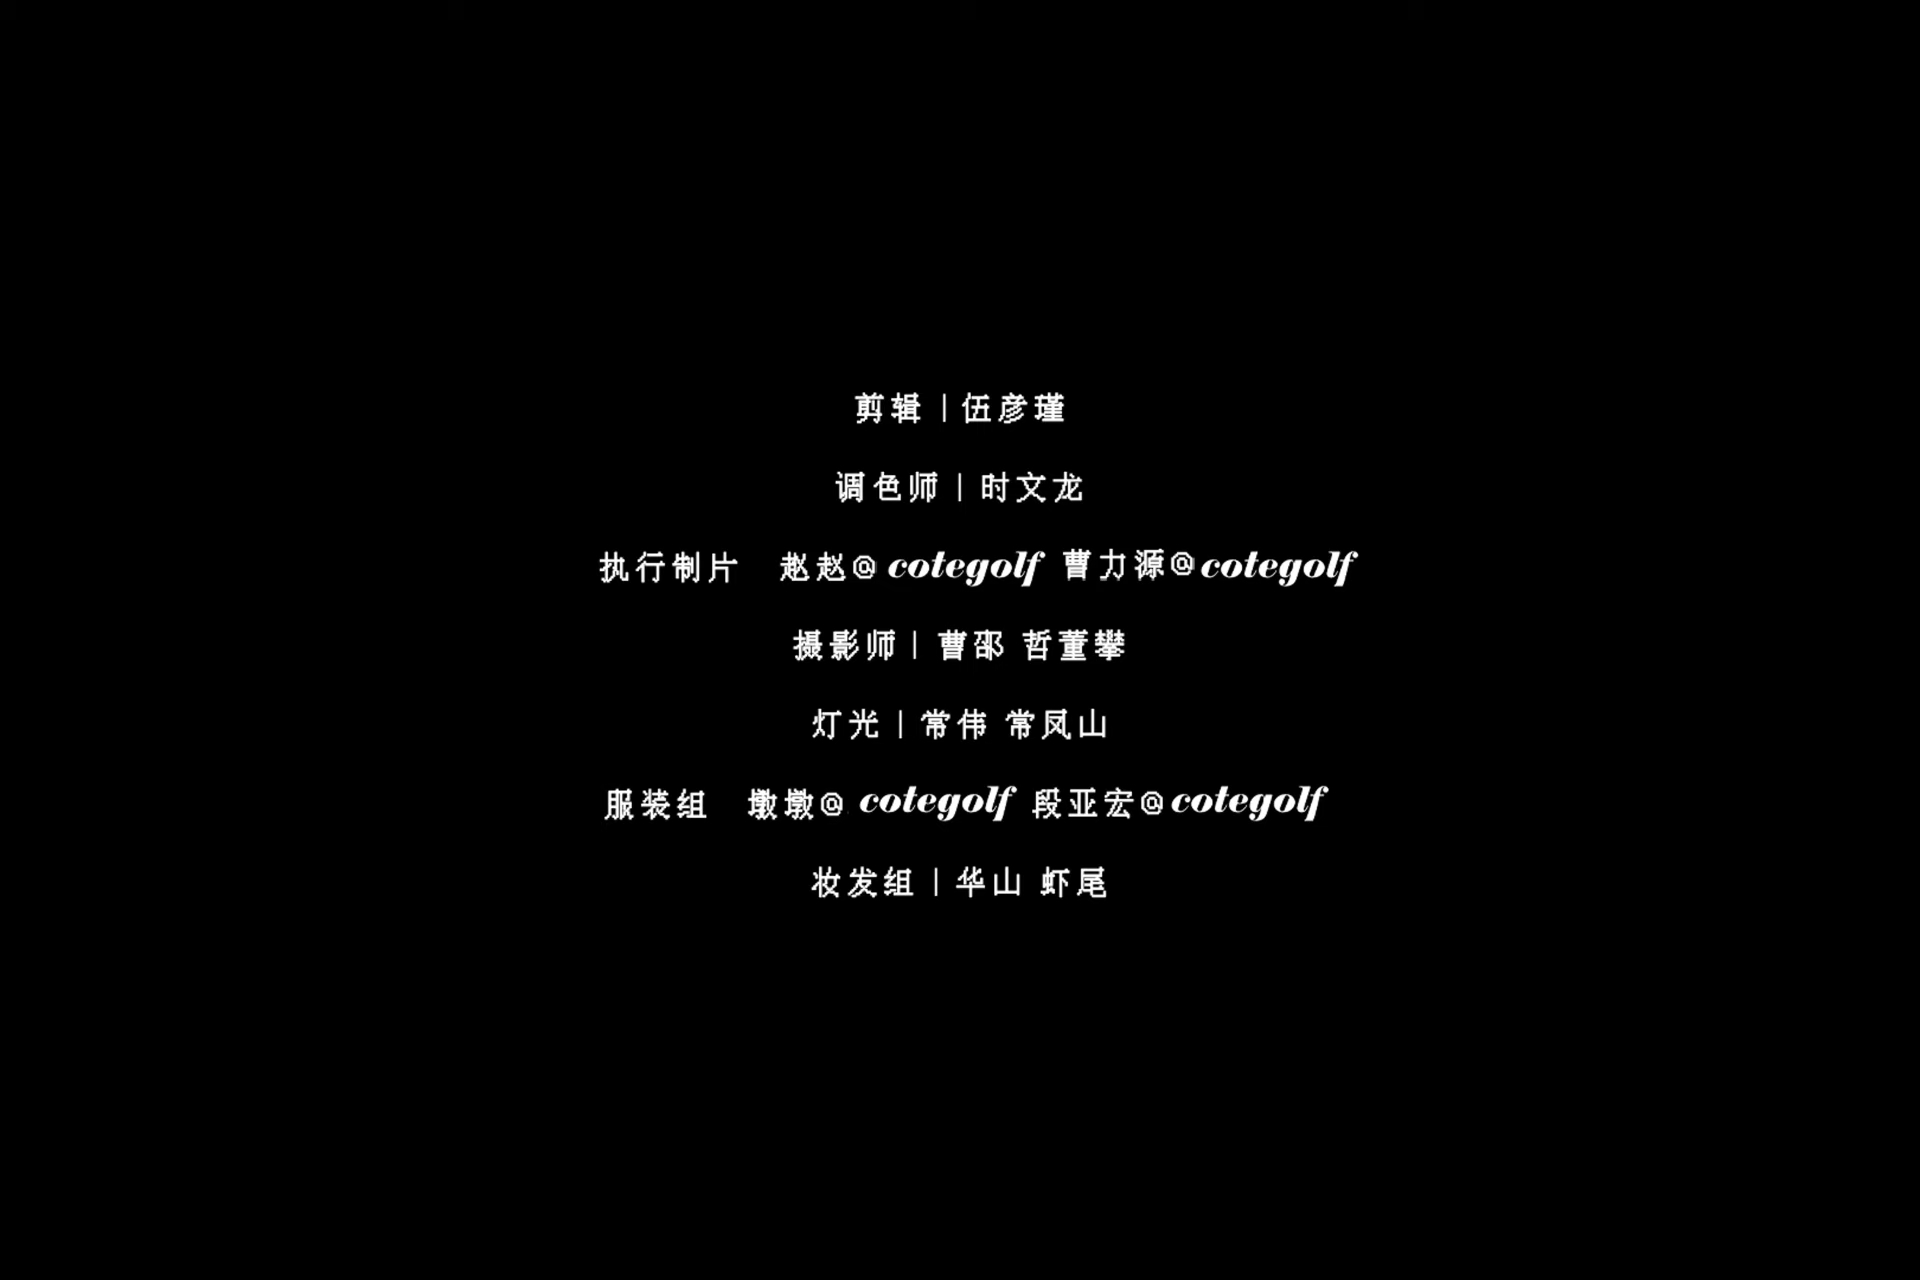 剪辑 | 伍彦瑾
调色师 | 时文龙
执行制片 赵赵@cotegolf 曹力源@cotegolf
摄影师 | 曹邵 哲董攀
灯光 | 常伟 常凤山
服装组 墩墩@cotegolf 段亚宏@cotegolf
妆发组 | 华山 虾尾